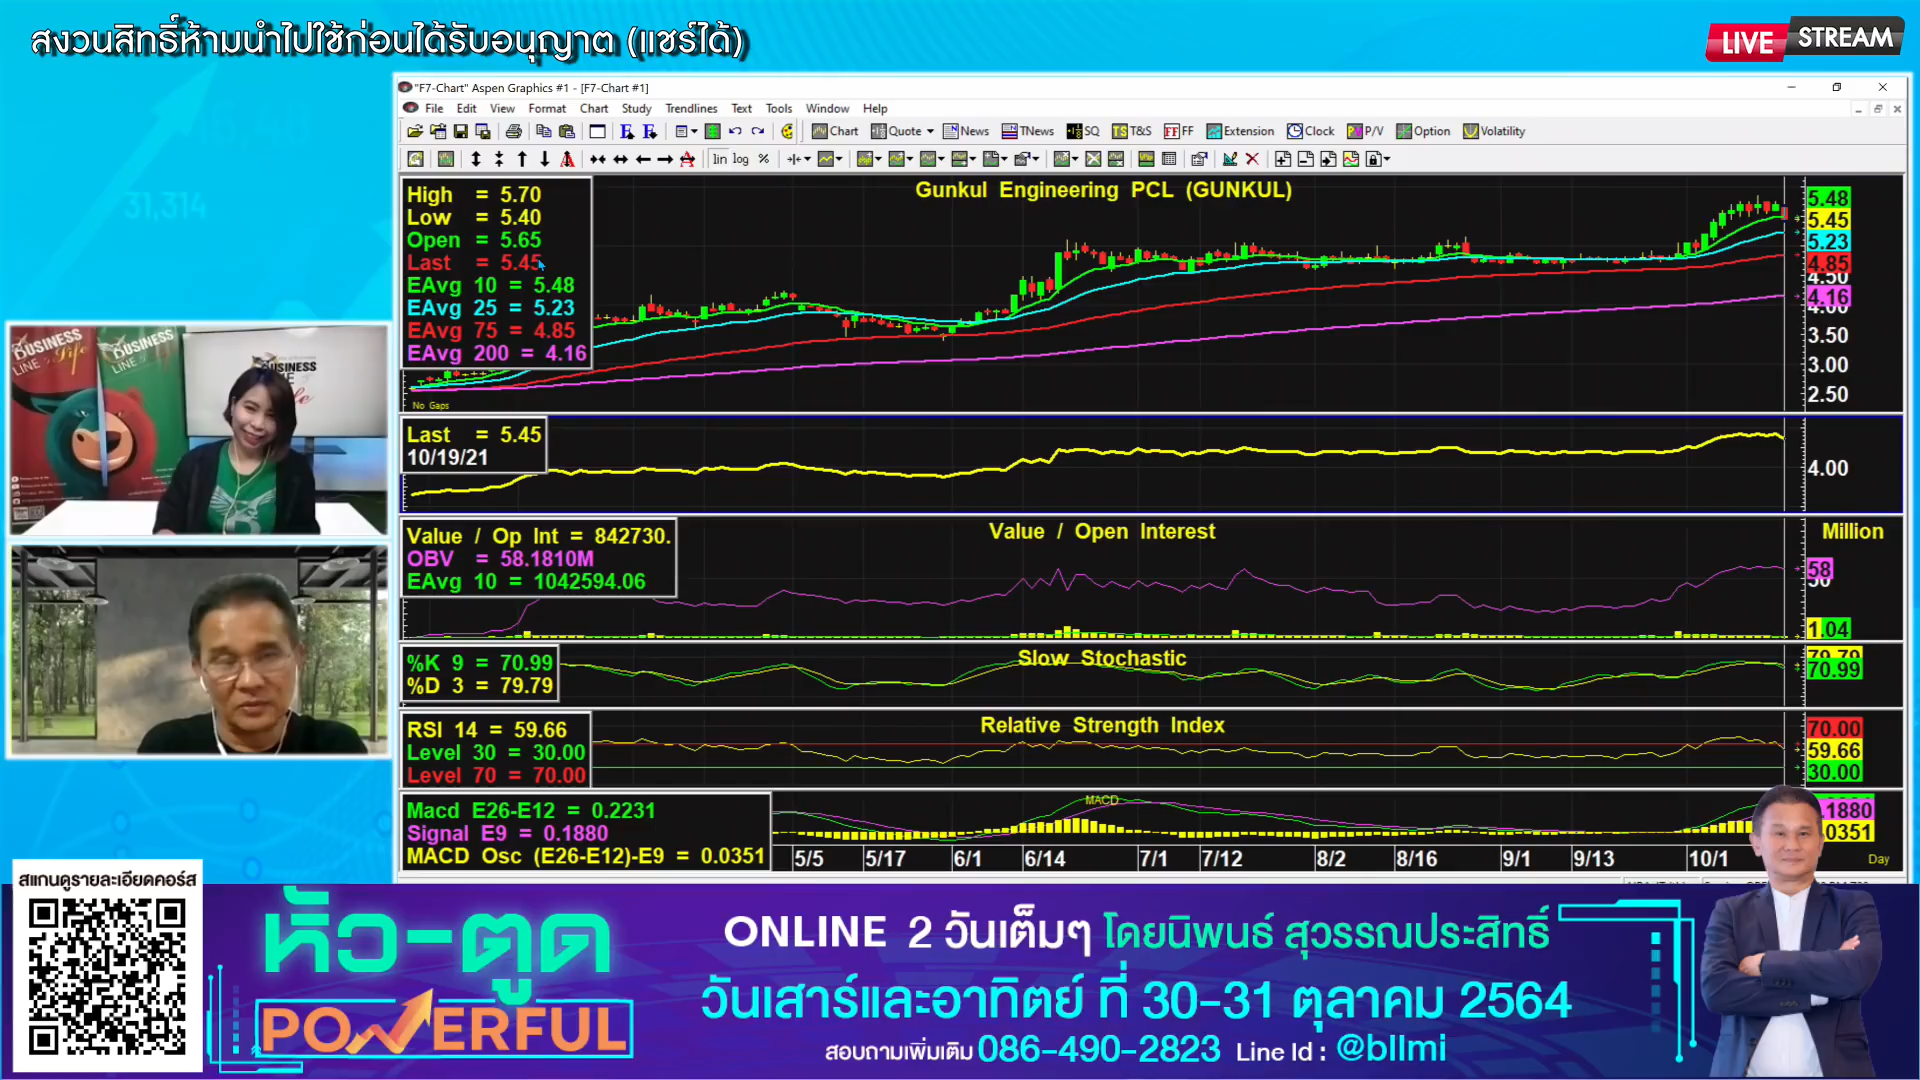 สงวนสิทธิ์ห้ามนำไปใช้ก่อนได้รับอนุญาต (แชร์ได้)
LIVE STREAM
"F7-Chart" Aspen Graphics #1 - [F7-Chart #1]
File Edit View Format Chart Study Trendlines Text Tools Window Help
Chart Quote News TNews SQ T&S FF Extension Clock P/V Option Volatility
lin log %
Gunkul Engineering PCL (GUNKUL)
High = 5.70
Low = 5.40
Open = 5.65
Last = 5.45
EAvg 10 = 5.48
EAvg 25 = 5.23
EAvg 75 = 4.85
EAvg 200 = 4.16
No Gaps
5.48
5.45
5.23
4.85
4.50
4.16
4.00
3.50
3.00
2.50
Last = 5.45
10/19/21
4.00
Value / Op Int = 842730.
OBV = 58.1810M
EAvg 10 = 1042594.06
Value / Open Interest
Million
58
50
1.04
%K 9 = 70.99
%D 3 = 79.79
Slow Stochastic
79.79
70.99
RSI 14 = 59.66
Level 30 = 30.00
Level 70 = 70.00
Relative Strength Index
70.00
59.66
30.00
Macd E26-E12 = 0.2231
Signal E9 = 0.1880
MACD Osc (E26-E12)-E9 = 0.0351
MACD
.1880
.0351
5/5 5/17 6/1 6/14 7/1 7/12 8/2 8/16 9/1 9/13 10/1 Day
BUSINESS
LINE
Life
BUSINESS
LINE
BUSINESS
สแกนดูรายละเอียดคอร์ส
หัว-ตูด
POWERFUL
ONLINE 2 วันเต็มๆ โดยนิพนธ์ สุวรรณประสิทธิ์
วันเสาร์และอาทิตย์ ที่ 30-31 ตุลาคม 2564
สอบถามเพิ่มเติม 086-490-2823 Line Id : @bllmi